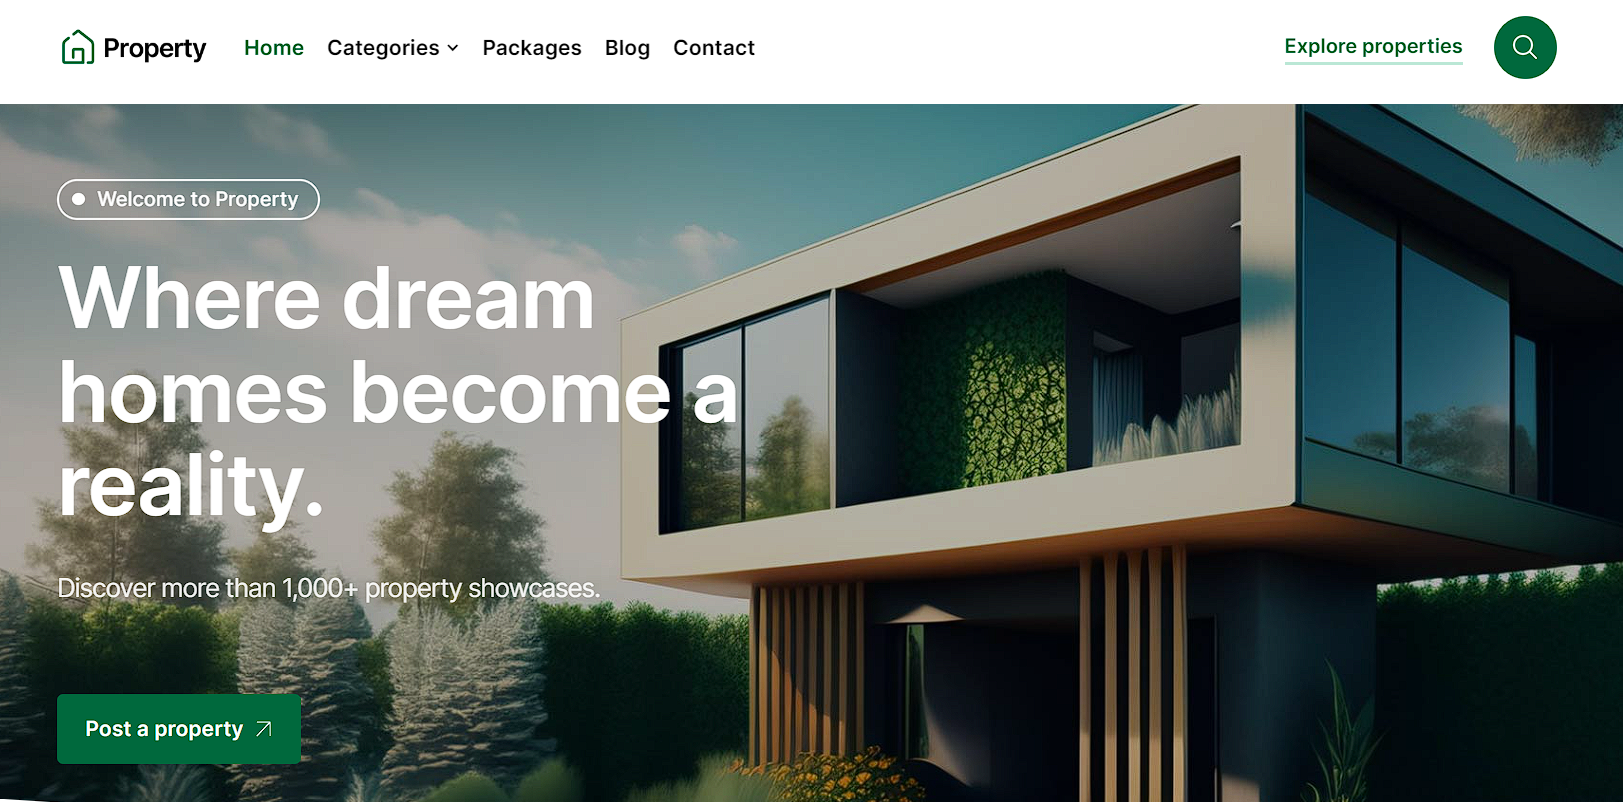 Property
Home Categories Packages Blog Contact
Explore properties
Welcome to Property
Where dream
homes become a
reality.
Discover more than 1,000+ property showcases.
Post a property